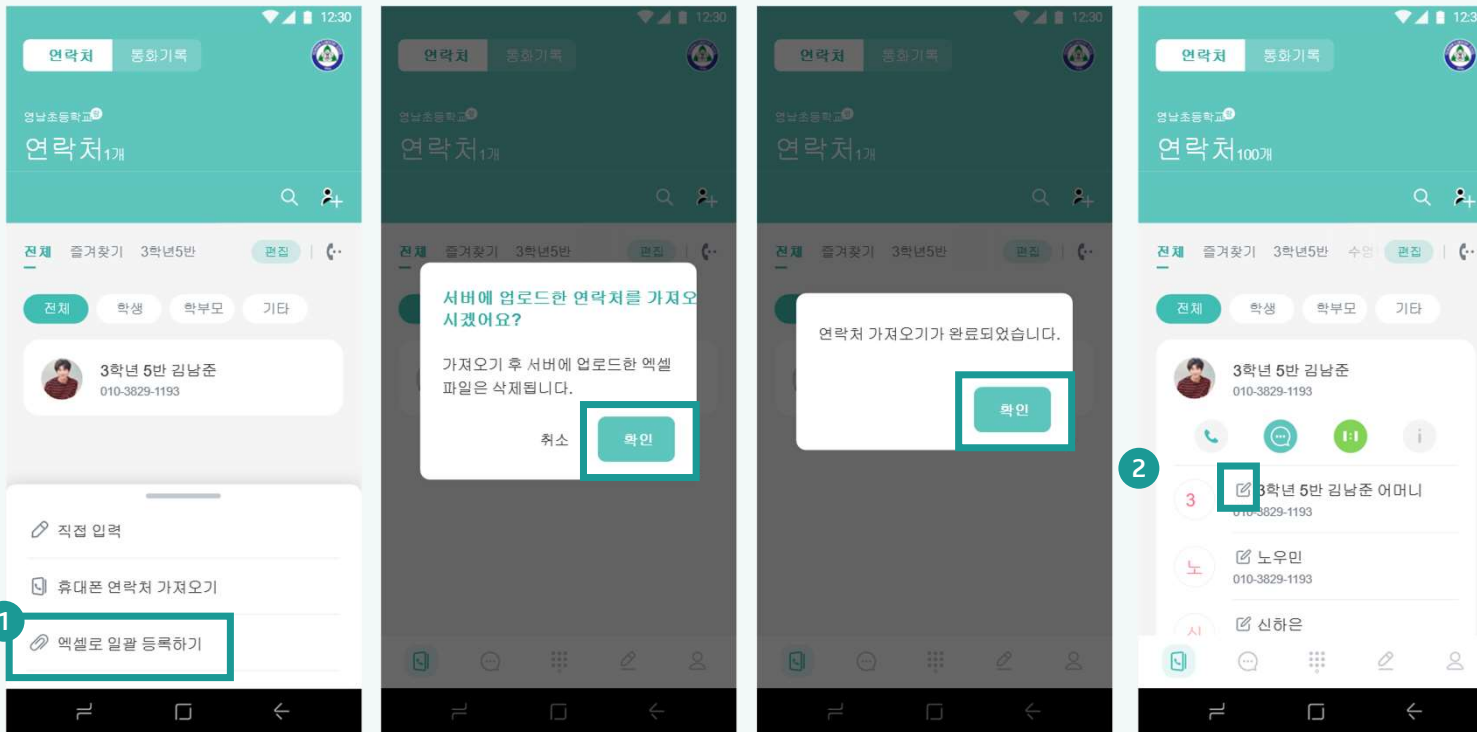 12:30
연락처 통화기록
영남초등학교
연락처1개
전체 즐겨찾기 3학년5반 편집
전체 학생 학부모 기타
3학년 5반 김남준
010-3829-1193
직접 입력
휴대폰 연락처 가져오기
1
엑셀로 일괄 등록하기
12:30
연락처 통화기록
영남초등학교
연락처1개
전체 즐겨찾기 3학년5반 편집
서버에 업로드한 연락처를 가져오
시겠어요?
가져오기 후 서버에 업로드한 엑셀
파일은 삭제됩니다.
취소 확인
12:30
연락처 통화기록
영남초등학교
연락처1개
전체 즐겨찾기 3학년5반 편집
연락처 가져오기가 완료되었습니다.
확인
12:3
연락처 통화기록
영남초등학교
연락처100개
전체 즐겨찾기 3학년5반 수영 편집
전체 학생 학부모 기타
3학년 5반 김남준
010-3829-1193
1:1 i
2
3 3학년 5반 김남준 어머니
010-3829-1193
노 노우민
010-3829-1193
신 신하은